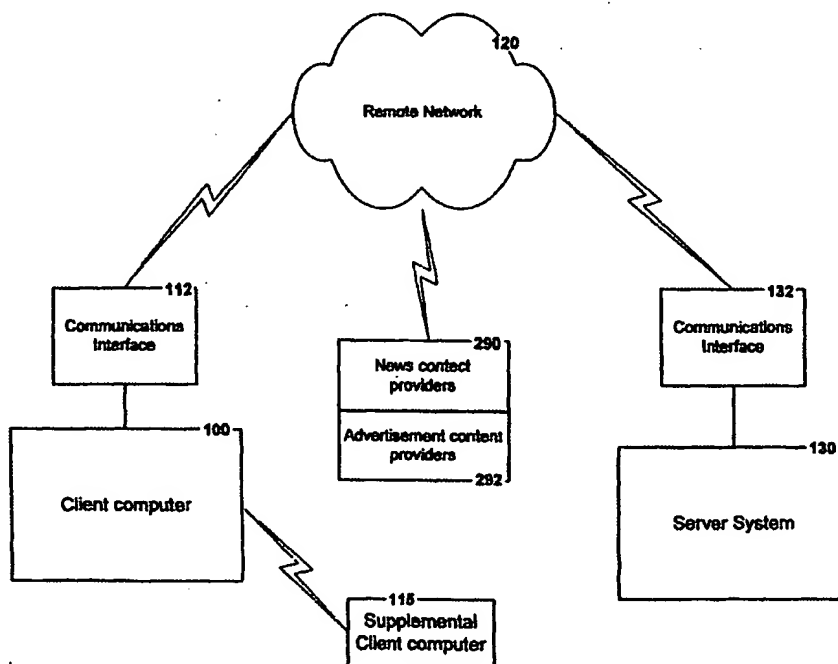 120
Remote Network
112
Communications
Interface
290
News contect
providers
Advertisement content
providers
292
132
Communications
Interface
100
Client computer
130
Server System
115
Supplemental
Client computer